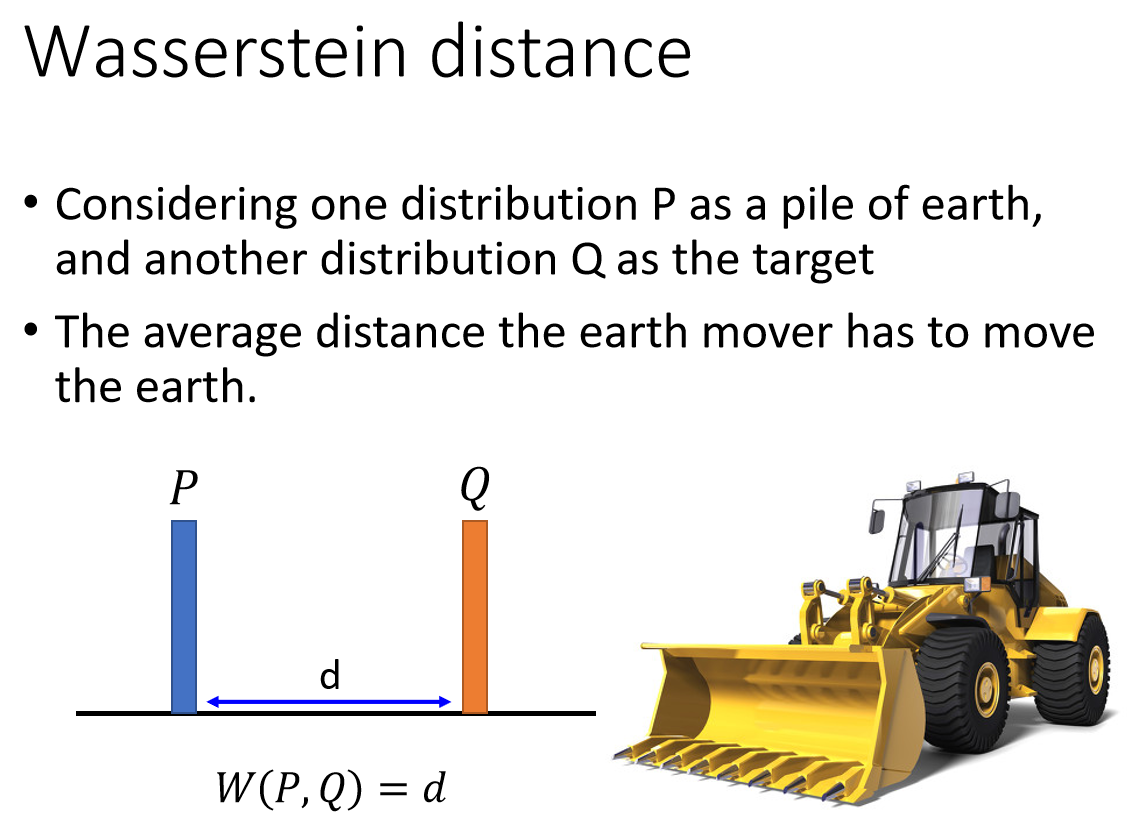 Wasserstein distance
• Considering one distribution P as a pile of earth,
and another distribution Q as the target
• The average distance the earth mover has to move
the earth.
P Q
d
W(P, Q) = d